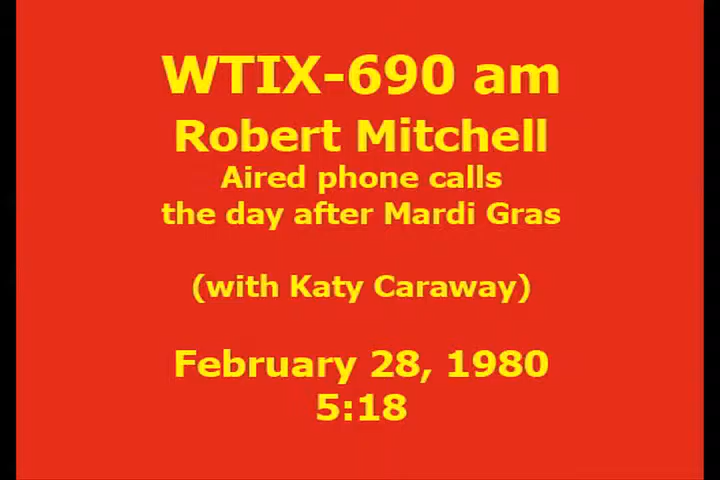 WTIX-690 am
Robert Mitchell
Aired phone calls
the day after Mardi Gras
(with Katy Caraway)
February 28, 1980
5:18